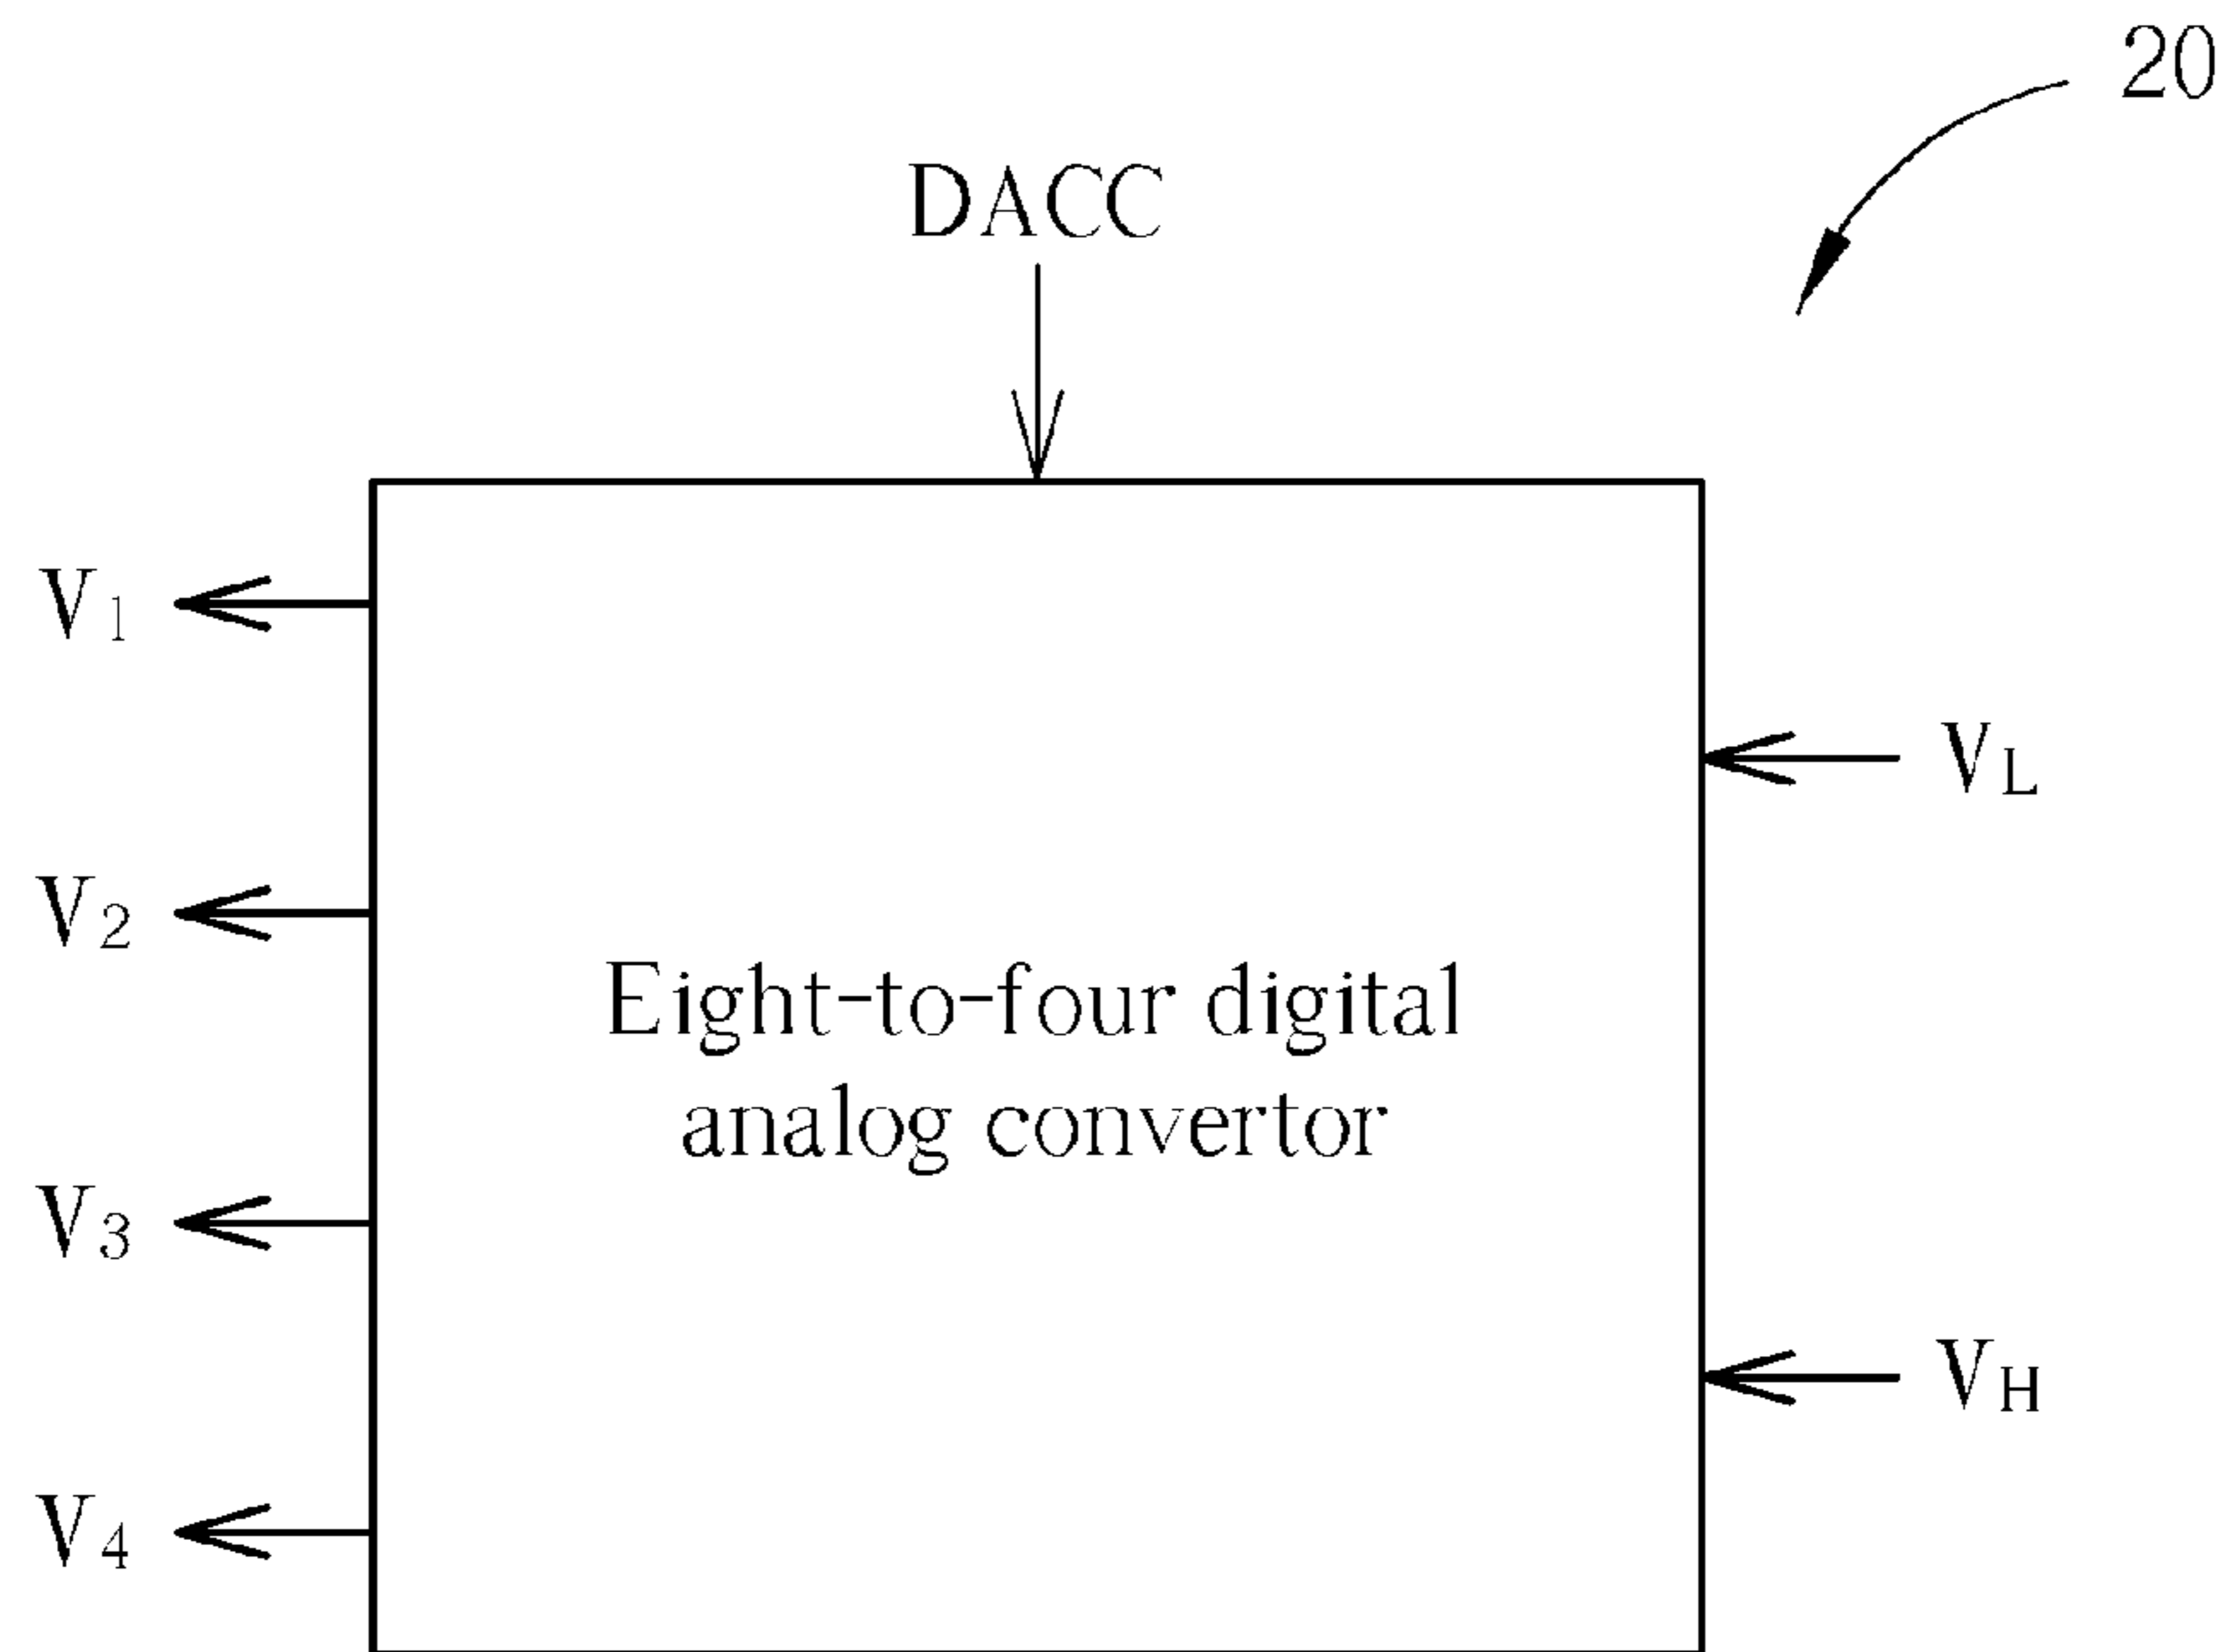 20
DACC
V1
VL
V2
Eight-to-four digital
analog convertor
V3
VH
V4